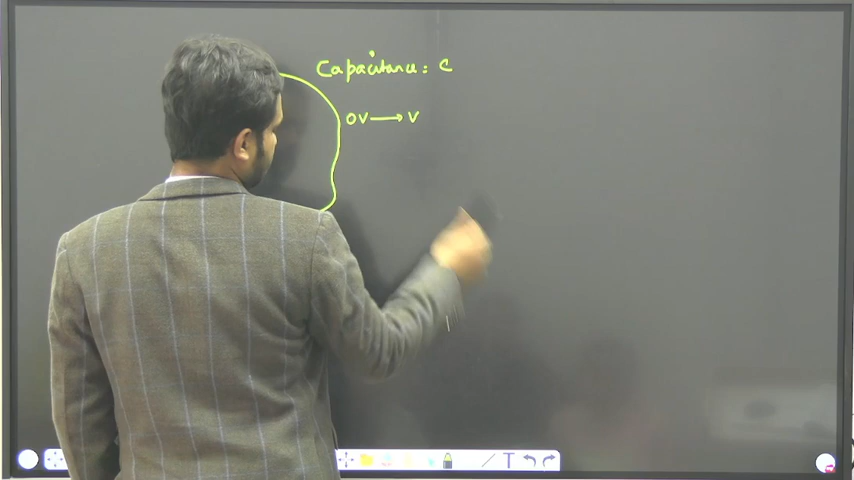 Capacitance = C
0V → V
T